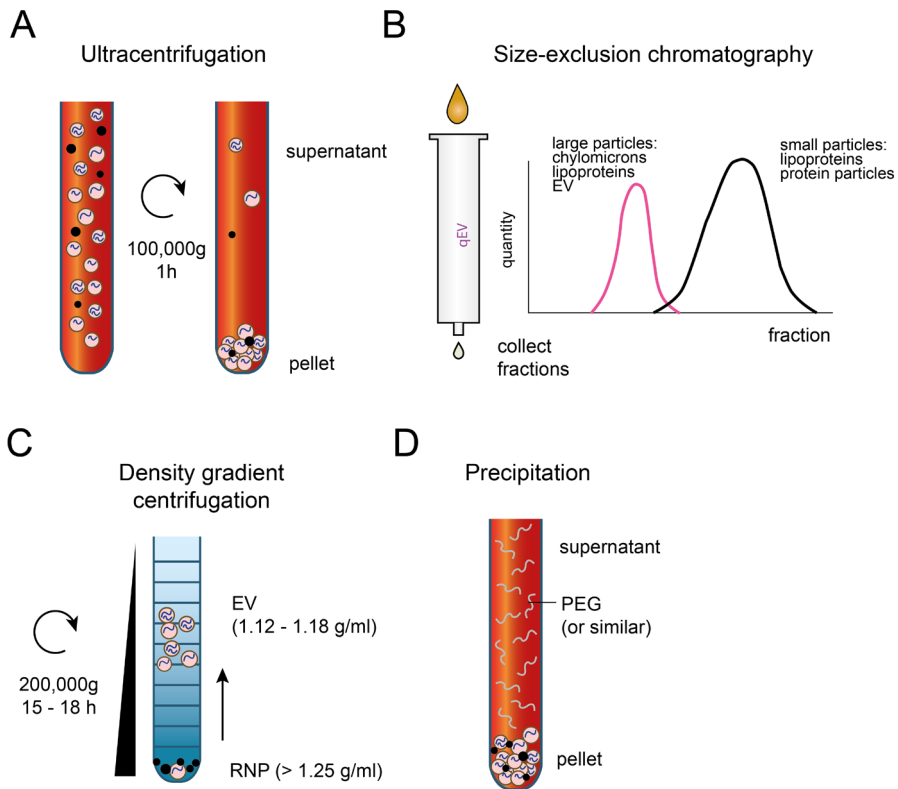 A
Ultracentrifugation
supernatant
100,000g
1h
pellet
B
Size-exclusion chromatography
qEV
large particles:
chylomicrons
lipoproteins
EV
small particles:
lipoproteins
protein particles
quantity
fraction
collect
fractions
C
Density gradient
centrifugation
EV
(1.12 - 1.18 g/ml)
200,000g
15 - 18 h
RNP (> 1.25 g/ml)
D
Precipitation
supernatant
PEG
(or similar)
pellet